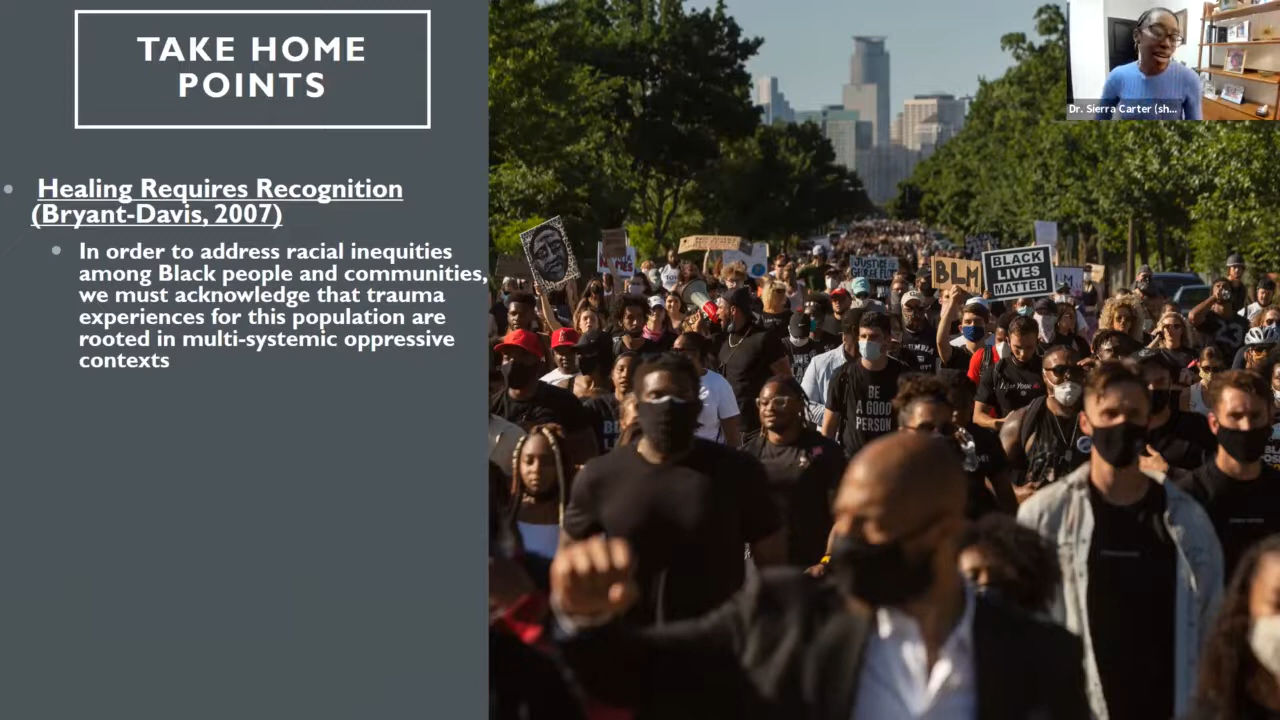 TAKE HOME
POINTS
Healing Requires Recognition
(Bryant-Davis, 2007)
In order to address racial inequities
among Black people and communities,
we must acknowledge that trauma
experiences for this population are
rooted in multi-systemic oppressive
contexts
Dr. Sierra Carter (sh...
JUSTICE
BLM
BLACK
LIVES
MATTER
BE
A GOOD
PERSON